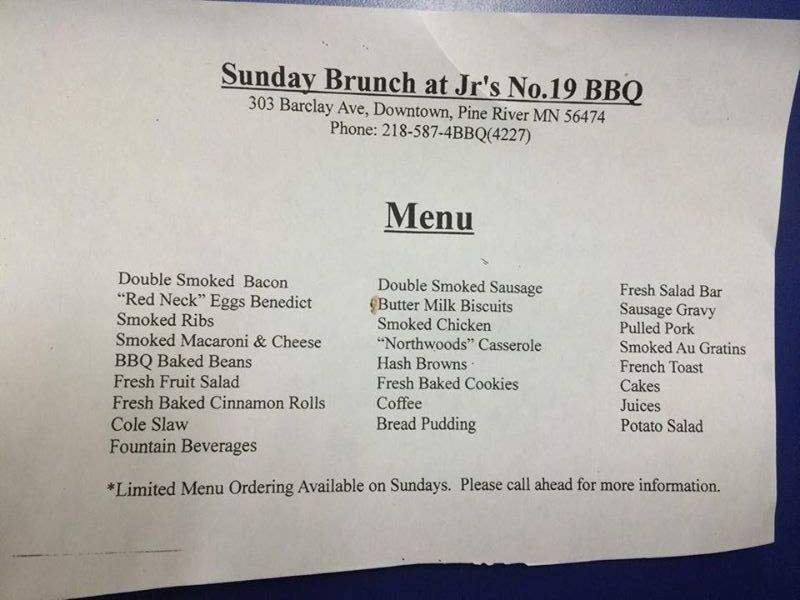 Sunday Brunch at Jr's No.19 BBQ
303 Barclay Ave, Downtown, Pine River MN 56474
Phone: 218-587-4BBQ(4227)
Menu
Double Smoked Bacon
“Red Neck” Eggs Benedict
Smoked Ribs
Smoked Macaroni & Cheese
BBQ Baked Beans
Fresh Fruit Salad
Fresh Baked Cinnamon Rolls
Cole Slaw
Fountain Beverages
Double Smoked Sausage
Butter Milk Biscuits
Smoked Chicken
“Northwoods” Casserole
Hash Browns
Fresh Baked Cookies
Coffee
Bread Pudding
Fresh Salad Bar
Sausage Gravy
Pulled Pork
Smoked Au Gratins
French Toast
Cakes
Juices
Potato Salad
*Limited Menu Ordering Available on Sundays. Please call ahead for more information.